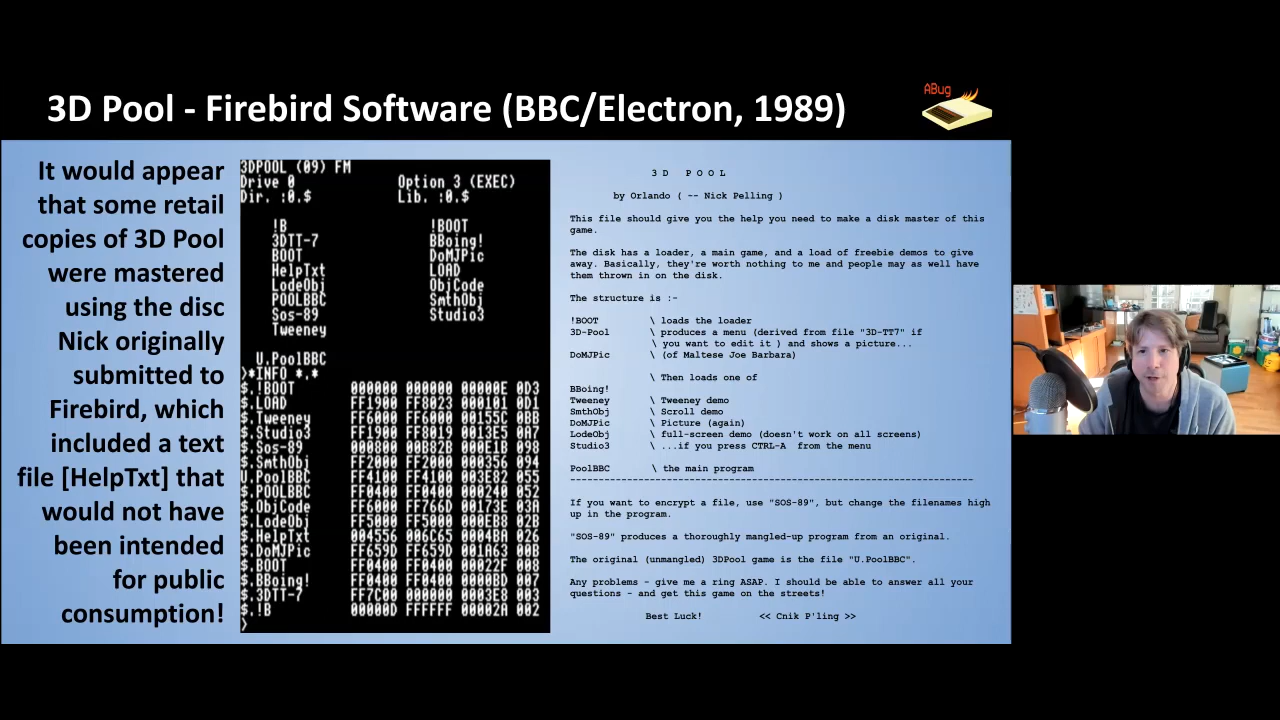 3D Pool - Firebird Software (BBC/Electron, 1989)
ABug
It would appear
that some retail
copies of 3D Pool
were mastered
using the disc
Nick originally
submitted to
Firebird, which
included a text
file [HelpTxt] that
would not have
been intended
for public
consumption!
3DPOOL (09) FM
Drive 0 Option 3 (EXEC)
Dir. :0.$ Lib. :0.$
!B !BOOT
3DTT-7 BBoing!
BOOT DoMJPic
HelpTxt LOAD
LodeObj ObjCode
POOLBBC SmthObj
Sos-89 Studio3
Tweeney
U.PoolBBC
>*INFO *.*
$.!BOOT 000000 000000 00000E 0D3
$.LOAD FF1900 FF8023 000101 0D1
$.Tweeney FF6000 FF6000 00155C 0BB
$.Studio3 FF1900 FF8019 0013E5 0A7
$.Sos-89 000800 00B82B 000E1B 098
$.SmthObj FF2000 FF2000 000356 094
U.PoolBBC FF4100 FF4100 003E82 055
$.POOLBBC FF0400 FF0400 000240 052
$.ObjCode FF6000 FF766D 00173E 03A
$.LodeObj FF5000 FF5000 000EB8 02B
$.HelpTxt 004556 006C65 0004BA 026
$.DoMJPic FF659D FF659D 001A63 00B
$.BOOT FF0400 FF0400 00022F 008
$.BBoing! FF0400 FF0400 0000BD 007
$.3DTT-7 FF7C00 000000 0003E8 003
$.!B 00000D FFFFFF 00002A 002
>
3D POOL
by Orlando ( -- Nick Pelling )
This file should give you the help you need to make a disk master of this
game.
The disk has a loader, a main game, and a load of freebie demos to give
away. Basically, they're worth nothing to me and people may as well have
them thrown in on the disk.
The structure is :-
!BOOT \ loads the loader
3D-Pool \ produces a menu (derived from file "3D-TT7" if
\ you want to edit it ) and shows a picture...
DoMJPic \ (of Maltese Joe Barbara)
\ Then loads one of
BBoing!
Tweeney \ Tweeney demo
SmthObj \ Scroll demo
DoMJPic \ Picture (again)
LodeObj \ full-screen demo (doesn't work on all screens)
Studio3 \ ...if you press CTRL-A from the menu
PoolBBC \ the main program
--------------------------------------------------------------------------
If you want to encrypt a file, use "SOS-89", but change the filenames high
up in the program.
"SOS-89" produces a thoroughly mangled-up program from an original.
The original (unmangled) 3DPool game is the file "U.PoolBBC".
Any problems - give me a ring ASAP. I should be able to answer all your
questions - and get this game on the streets!
Best Luck! << Cnik P'ling >>